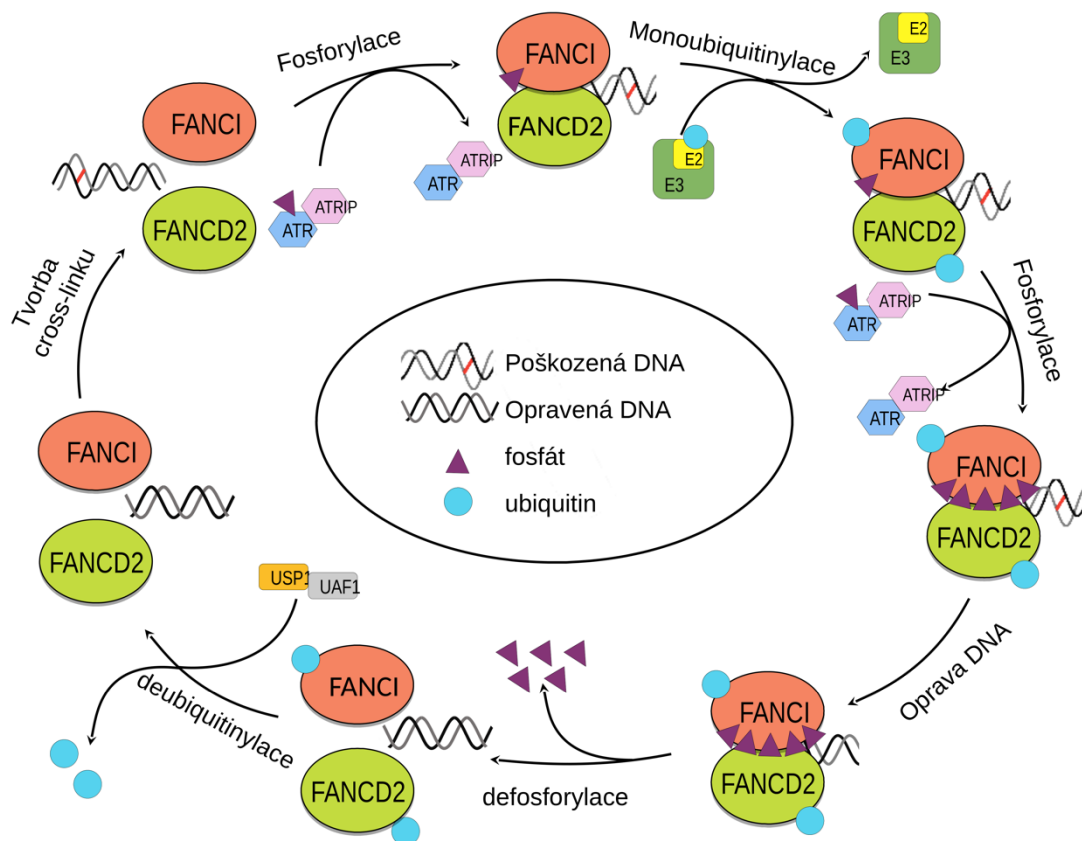 Fosforylace
FANCI
FANCD2
Monoubiquitinylace
E2
E3
FANCI
FANCD2
ATR
ATRIP
ATR
ATRIP
E2
E3
FANCI
FANCD2
Tvorba
cross-linku
ATR
ATRIP
Fosforylace
ATR
ATRIP
Poškozená DNA
Opravená DNA
fosfát
ubiquitin
FANCI
FANCD2
FANCI
FANCD2
USP1
UAF1
Oprava DNA
FANCI
FANCD2
defosforylace
FANCI
FANCD2
deubiquitinylace